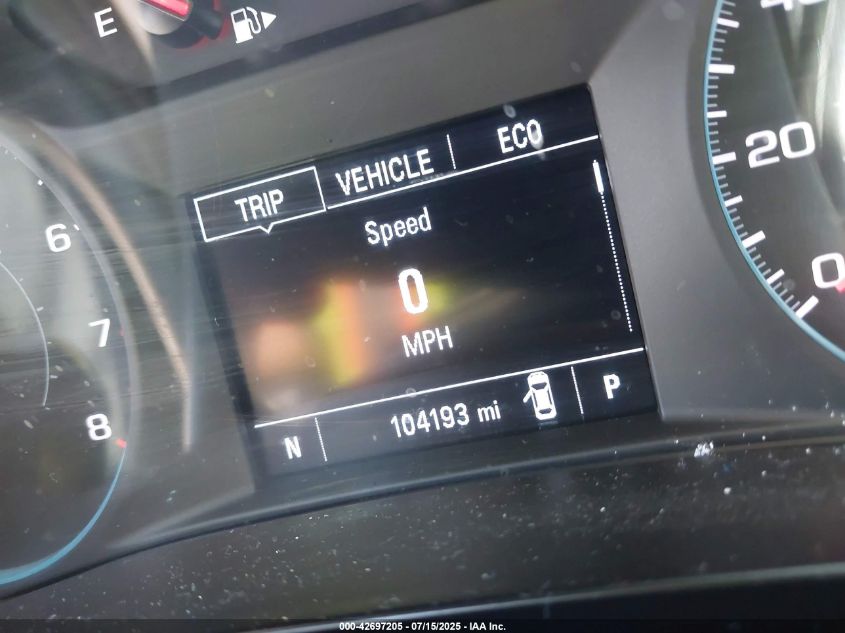 E
TRIP VEHICLE ECO
Speed
0
MPH
N 104193 mi P
6
7
8
40
20
0
000-42697205 - 07/15/2025 - IAA Inc.